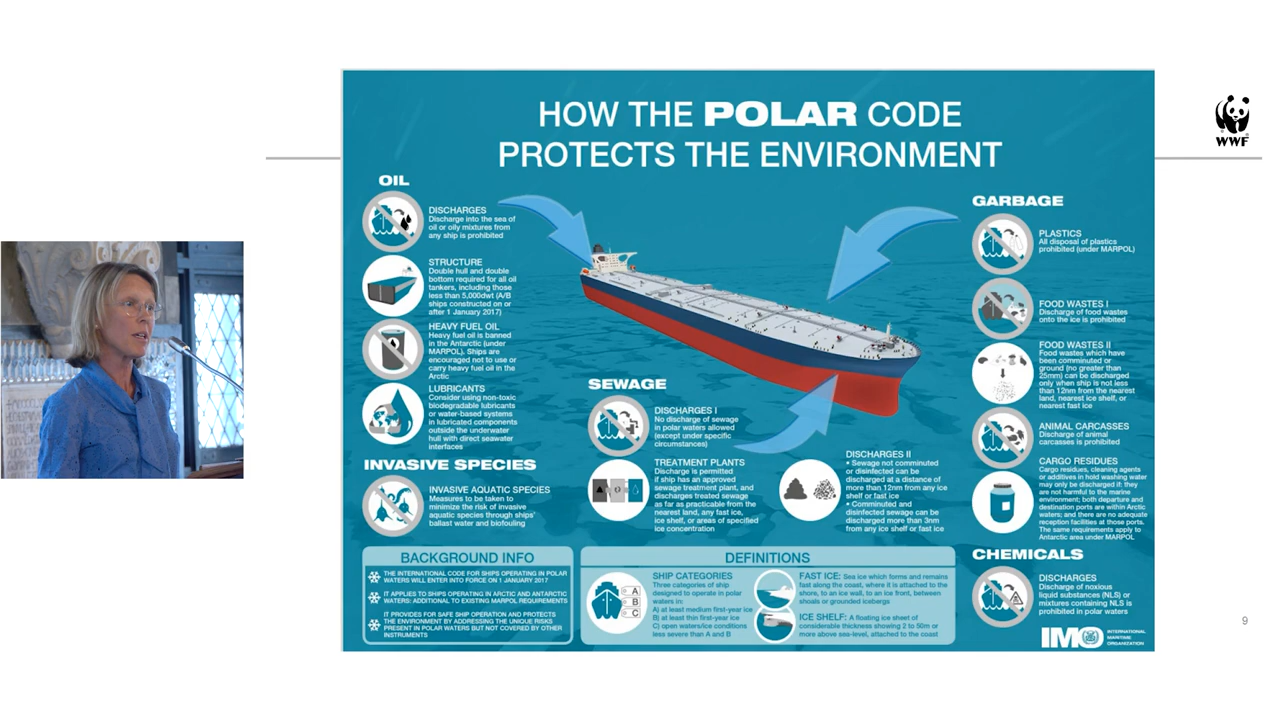 HOW THE POLAR CODE
PROTECTS THE ENVIRONMENT
WWF
OIL
DISCHARGES
Discharge into the sea of
oil or oily mixtures from
any ship is prohibited
STRUCTURE
Double hull and double
bottom required for all oil
tankers, including those
less than 5,000dwt (A/B
ships constructed on or
after 1 January 2017)
HEAVY FUEL OIL
Heavy fuel oil is banned
in the Antarctic (under
MARPOL). Ships are
encouraged not to use or
carry heavy fuel oil in the
Arctic
LUBRICANTS
Consider using non-toxic
biodegradable lubricants
or water-based systems
in lubricated components
outside the underwater
hull with direct seawater
interfaces
INVASIVE SPECIES
INVASIVE AQUATIC SPECIES
Measures to be taken to
minimize the risk of invasive
aquatic species through ships'
ballast water and biofouling
SEWAGE
DISCHARGES I
No discharge of sewage
in polar waters allowed
(except under specific
circumstances)
TREATMENT PLANTS
Discharge is permitted
if ship has an approved
sewage treatment plant, and
discharges treated sewage
as far as practicable from the
nearest land, any fast ice,
ice shelf, or areas of specified
ice concentration
DISCHARGES II
• Sewage not comminuted
or disinfected can be
discharged at a distance of
more than 12nm from any ice
shelf or fast ice
• Comminuted and
disinfected sewage can be
discharged more than 3nm
from any ice shelf or fast ice
GARBAGE
PLASTICS
All disposal of plastics
prohibited (under MARPOL)
FOOD WASTES I
Discharge of food wastes
onto the ice is prohibited
FOOD WASTES II
Food wastes which have
been comminuted or
ground (no greater than
25mm) can be discharged
only when ship is not less
than 12nm from the nearest
land, nearest ice shelf, or
nearest fast ice
ANIMAL CARCASSES
Discharge of animal
carcasses is prohibited
CARGO RESIDUES
Cargo residues, cleaning agents
or additives in hold washing water
may only be discharged if: they
are not harmful to the marine
environment; both departure and
destination ports are within Arctic
waters; and there are no adequate
reception facilities at those ports.
The same requirements apply to
Antarctic area under MARPOL
CHEMICALS
DISCHARGES
Discharge of noxious
liquid substances (NLS) or
mixtures containing NLS is
prohibited in polar waters
BACKGROUND INFO
THE INTERNATIONAL CODE FOR SHIPS OPERATING IN POLAR
WATERS WILL ENTER INTO FORCE ON 1 JANUARY 2017
IT APPLIES TO SHIPS OPERATING IN ARCTIC AND ANTARCTIC
WATERS: ADDITIONAL TO EXISTING MARPOL REQUIREMENTS
IT PROVIDES FOR SAFE SHIP OPERATION AND PROTECTS
THE ENVIRONMENT BY ADDRESSING THE UNIQUE RISKS
PRESENT IN POLAR WATERS BUT NOT COVERED BY OTHER
INSTRUMENTS
DEFINITIONS
A
B
C
SHIP CATEGORIES
Three categories of ship
designed to operate in polar
waters in:
A) at least medium first-year ice
B) at least thin first-year ice
C) open waters/ice conditions
less severe than A and B
FAST ICE: Sea ice which forms and remains
fast along the coast, where it is attached to the
shore, to an ice wall, to an ice front, between
shoals or grounded icebergs
ICE SHELF: A floating ice sheet of
considerable thickness showing 2 to 50m or
more above sea-level, attached to the coast
IMO
INTERNATIONAL
MARITIME
ORGANIZATION
9